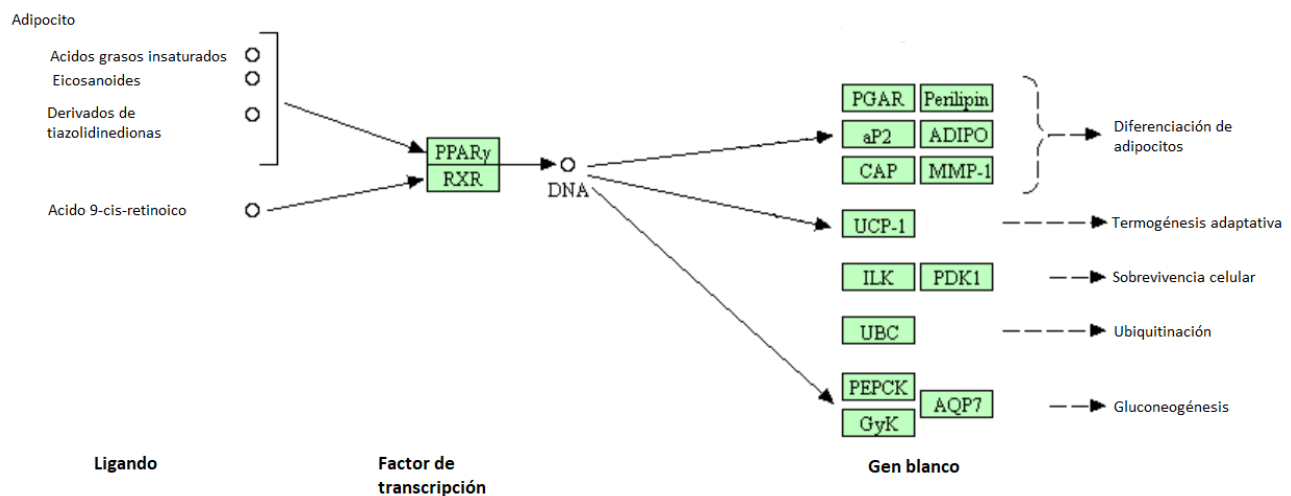 Adipocito
Acidos grasos insaturados
Eicosanoides
Derivados de
tiazolidinedionas
Acido 9-cis-retinoico
PPARγ
RXR
DNA
PGAR Perilipin
aP2 ADIPO
CAP MMP-1
Diferenciación de
adipocitos
UCP-1
Termogénesis adaptativa
ILK PDK1
Sobrevivencia celular
UBC
Ubiquitinación
PEPCK
AQP7
GyK
Gluconeogénesis
Ligando
Factor de
transcripción
Gen blanco